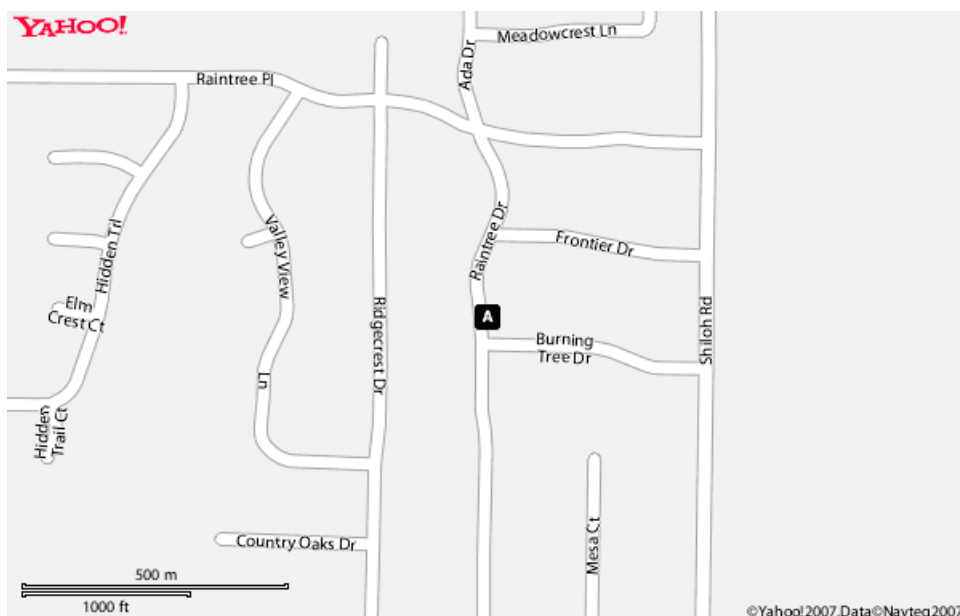 YAHOO!
Meadowcrest Ln
Ada Dr
Raintree Pl
Hidden Trl
Valley View
Ln
Raintree Dr
Frontier Dr
Elm
Crest Ct
Ridgecrest Dr
A
Shiloh Rd
Burning
Tree Dr
Hidden
Trail Ct
Country Oaks Dr
Mesa Ct
500 m
1000 ft
©Yahoo!2007,Data©Navteq2007